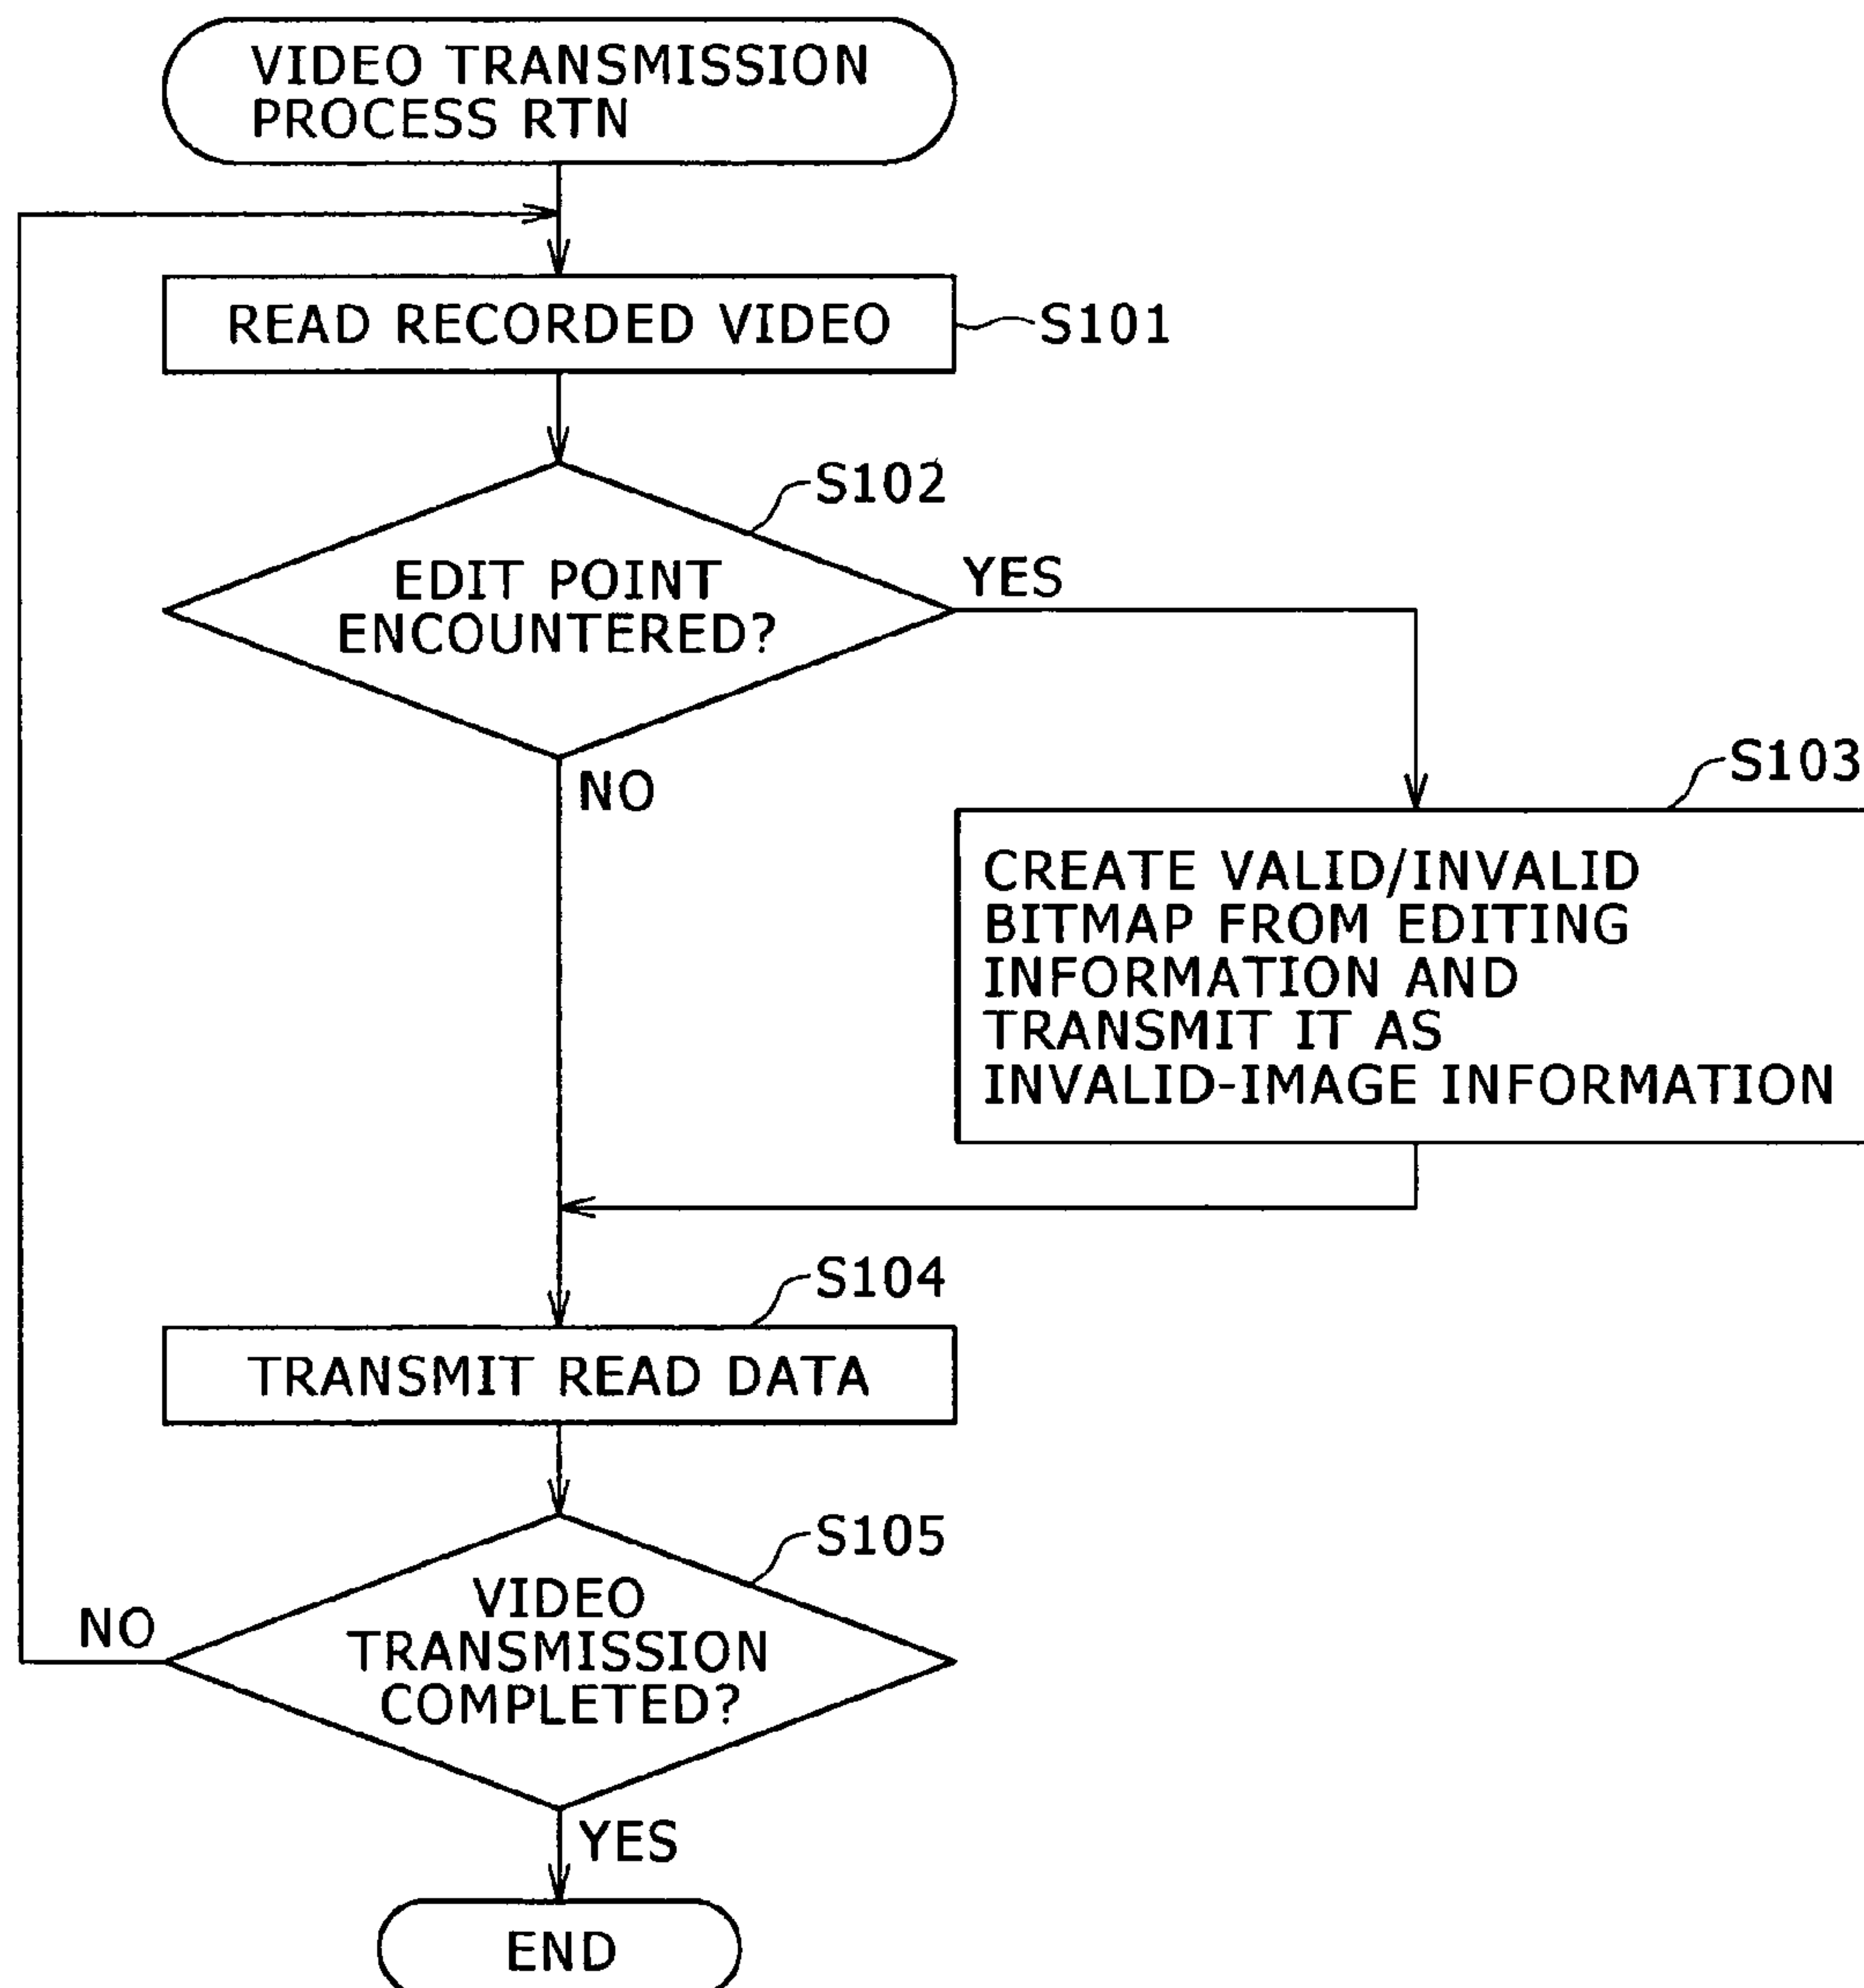 VIDEO TRANSMISSION
PROCESS RTN
READ RECORDED VIDEO
S101
S102
EDIT POINT
ENCOUNTERED?
YES
NO
S103
CREATE VALID/INVALID
BITMAP FROM EDITING
INFORMATION AND
TRANSMIT IT AS
INVALID-IMAGE INFORMATION
S104
TRANSMIT READ DATA
S105
VIDEO
TRANSMISSION
COMPLETED?
NO
YES
END